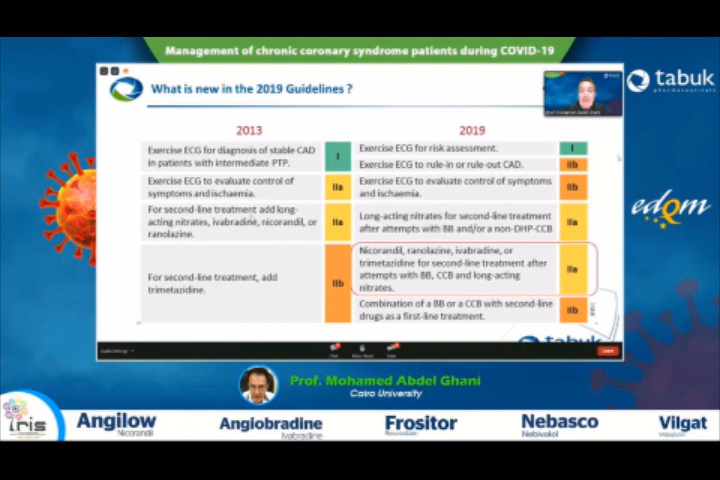 Management of chronic coronary syndrome patients during COVID-19
What is new in the 2019 Guidelines ?
tabuk
pharmaceuticals
2013
2019
Exercise ECG for diagnosis of stable CAD
in patients with intermediate PTP.
I
Exercise ECG for risk assessment.
I
Exercise ECG to rule-in or rule-out CAD.
IIb
Exercise ECG to evaluate control of
symptoms and ischaemia.
IIa
Exercise ECG to evaluate control of symptoms
and ischaemia.
IIb
For second-line treatment add long-
acting nitrates, ivabradine, nicorandil, or
ranolazine.
IIa
Long-acting nitrates for second-line treatment
after attempts with BB and/or a non-DHP-CCB
IIa
For second-line treatment, add
trimetazidine.
IIb
Nicorandil, ranolazine, ivabradine, or
trimetazidine for second-line treatment after
attempts with BB, CCB and long-acting
nitrates.
IIa
Combination of a BB or a CCB with second-line
drugs as a first-line treatment.
IIb
edom
tabuk
Audio Settings
Leave
Prof. Mohamed Abdel Ghani
Cairo University
iris
Angilow
Nicorandil
Angiobradine
Ivabradine
Frositor
Nebasco
Nebivolol
Vilgat